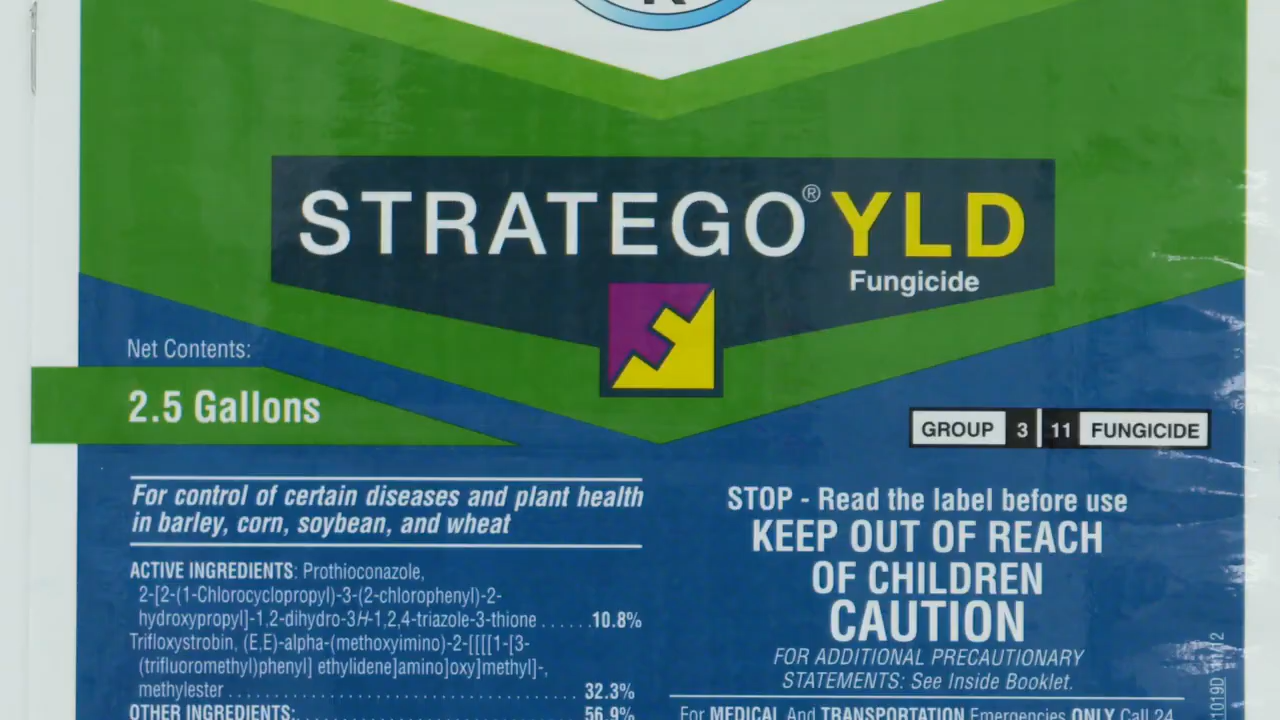 STRATEGO® YLD
Fungicide
Net Contents:
2.5 Gallons
GROUP 3 11 FUNGICIDE
For control of certain diseases and plant health
in barley, corn, soybean, and wheat
ACTIVE INGREDIENTS: Prothioconazole,
2-[2-(1-Chlorocyclopropyl)-3-(2-chlorophenyl)-2-
hydroxypropyl]-1,2-dihydro-3H-1,2,4-triazole-3-thione ......10.8%
Trifloxystrobin, (E,E)-alpha-(methoxyimino)-2-[[[[1-[3-
(trifluoromethyl)phenyl] ethylidene]amino]oxy]methyl]-,
methylester ........................................ 32.3%
OTHER INGREDIENTS: ................................ 56.9%
STOP - Read the label before use
KEEP OUT OF REACH
OF CHILDREN
CAUTION
FOR ADDITIONAL PRECAUTIONARY
STATEMENTS: See Inside Booklet.
For MEDICAL And TRANSPORTATION Emergencies ONLY Call 24